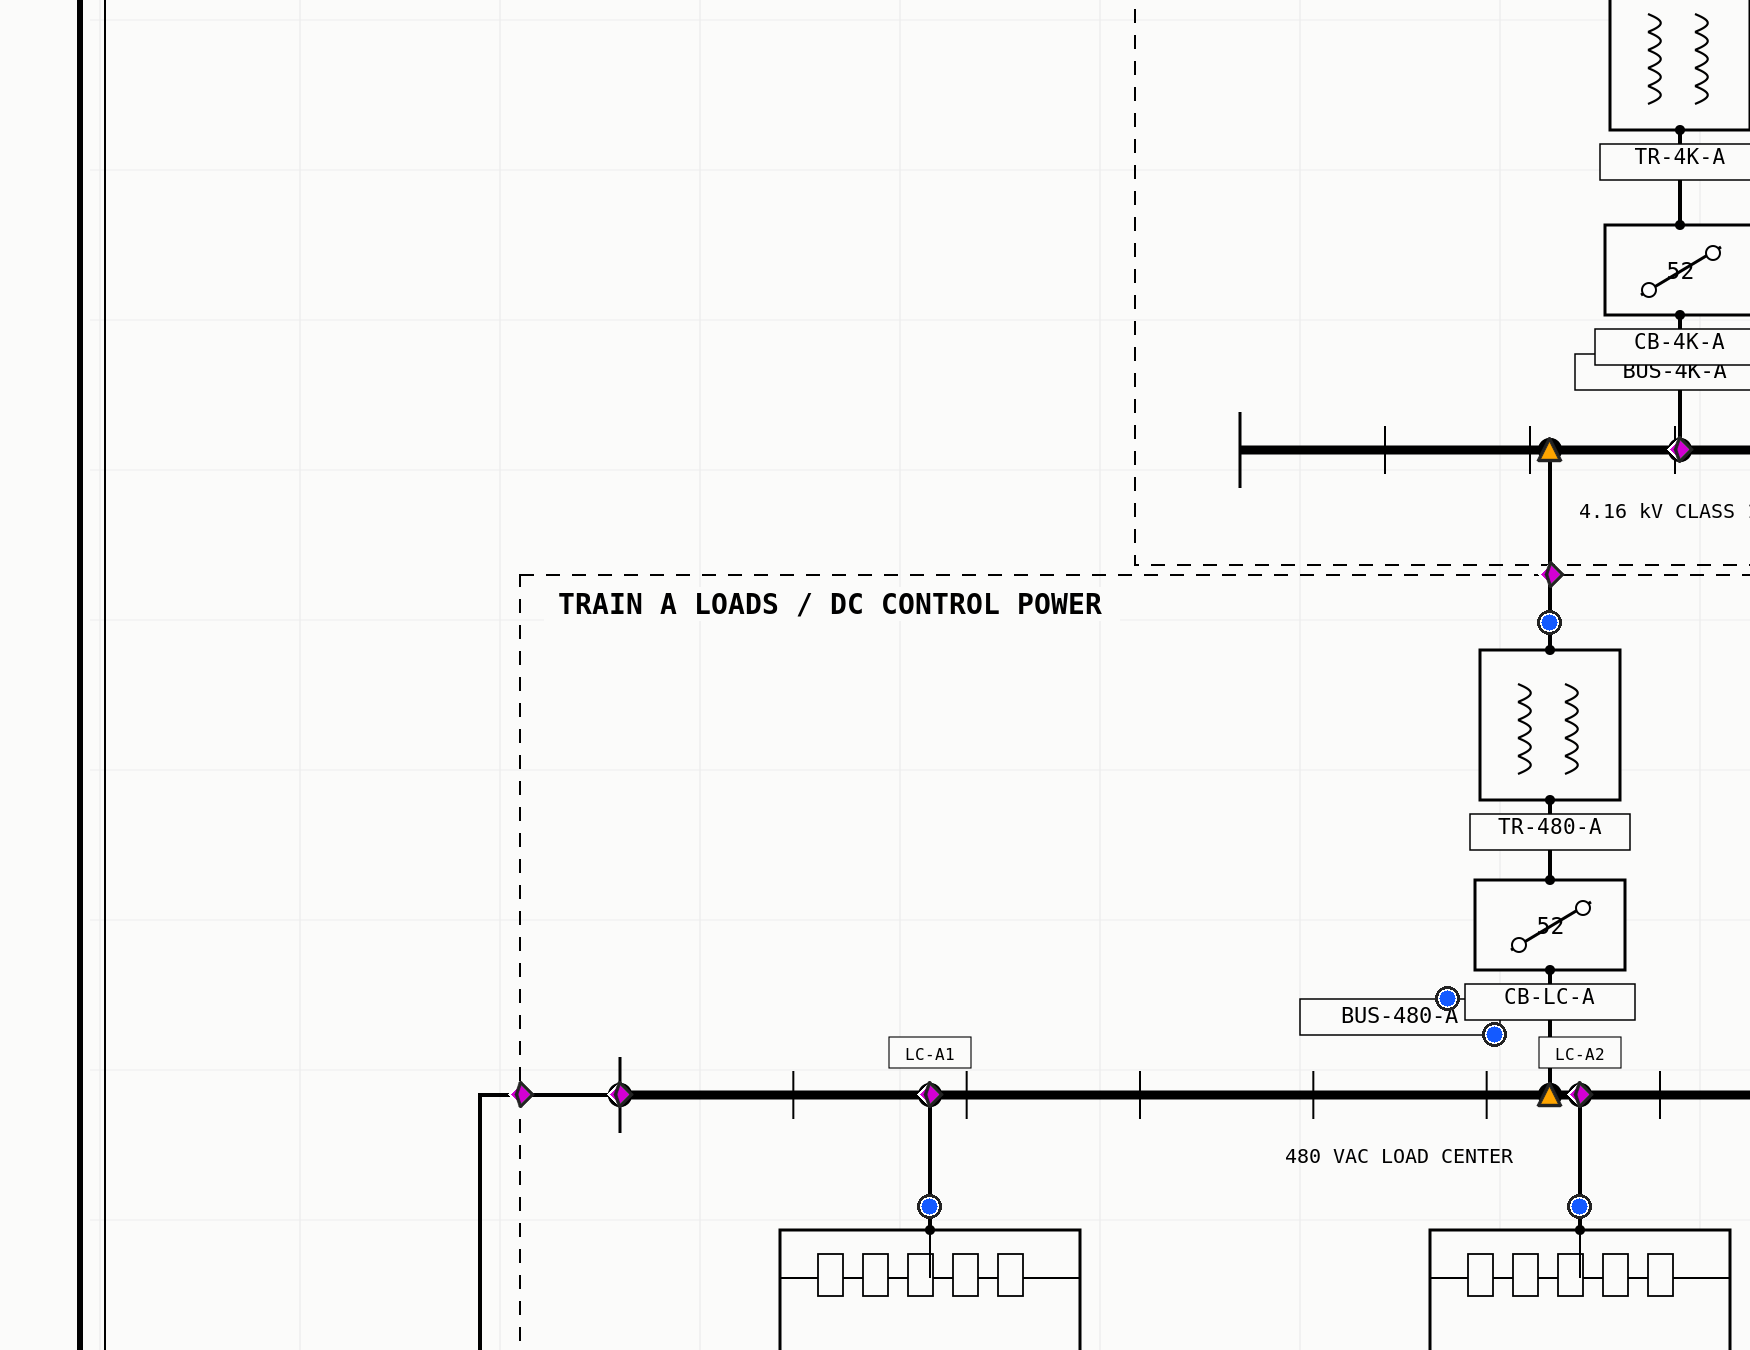 TR-4K-A
52
CB-4K-A
BUS-4K-A
4.16 kV CLASS
TRAIN A LOADS / DC CONTROL POWER
TR-480-A
52
CB-LC-A
BUS-480-A
LC-A1
LC-A2
480 VAC LOAD CENTER